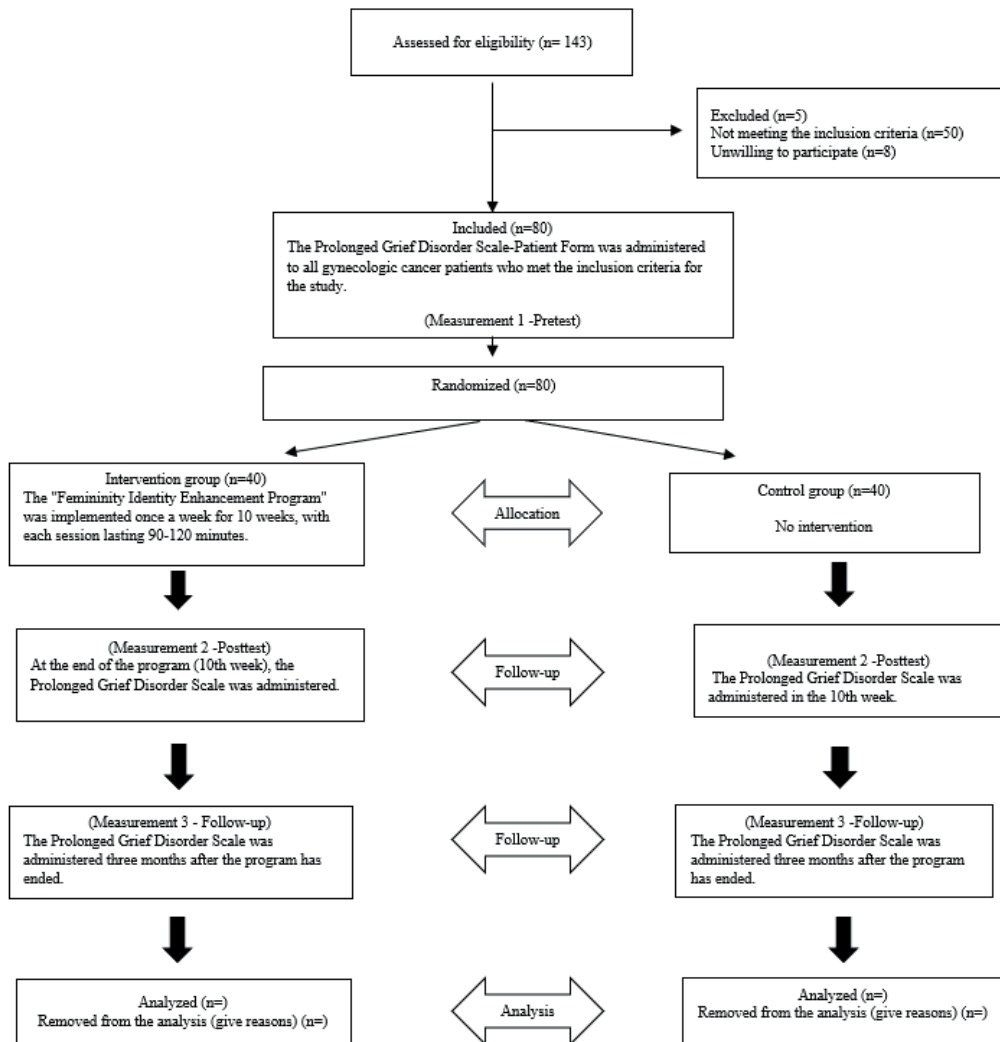 Assessed for eligibility (n= 143)
Excluded (n=5)
Not meeting the inclusion criteria (n=50)
Unwilling to participate (n=8)
Included (n=80)
The Prolonged Grief Disorder Scale-Patient Form was administered
to all gynecologic cancer patients who met the inclusion criteria for
the study.
(Measurement 1 -Pretest)
Randomized (n=80)
Intervention group (n=40)
The "Femininity Identity Enhancement Program"
was implemented once a week for 10 weeks, with
each session lasting 90-120 minutes.
Allocation
Control group (n=40)
No intervention
(Measurement 2 -Posttest)
At the end of the program (10th week), the
Prolonged Grief Disorder Scale was administered.
Follow-up
(Measurement 2 -Posttest)
The Prolonged Grief Disorder Scale was
administered in the 10th week.
(Measurement 3 - Follow-up)
The Prolonged Grief Disorder Scale was
administered three months after the program has
ended.
Follow-up
(Measurement 3 -Follow-up)
The Prolonged Grief Disorder Scale was
administered three months after the program
has ended.
Analyzed (n=)
Removed from the analysis (give reasons) (n=)
Analysis
Analyzed (n=)
Removed from the analysis (give reasons) (n=)